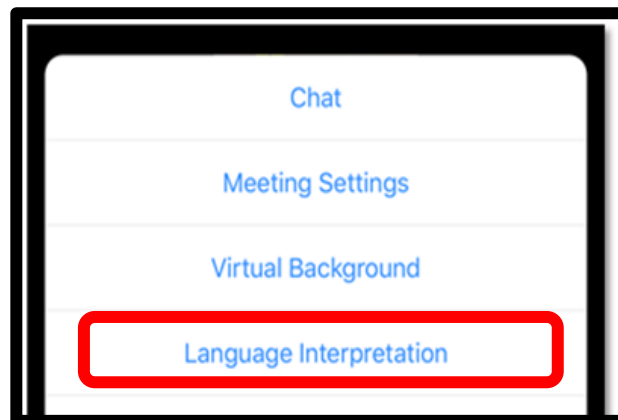 Chat
Meeting Settings
Virtual Background
Language Interpretation